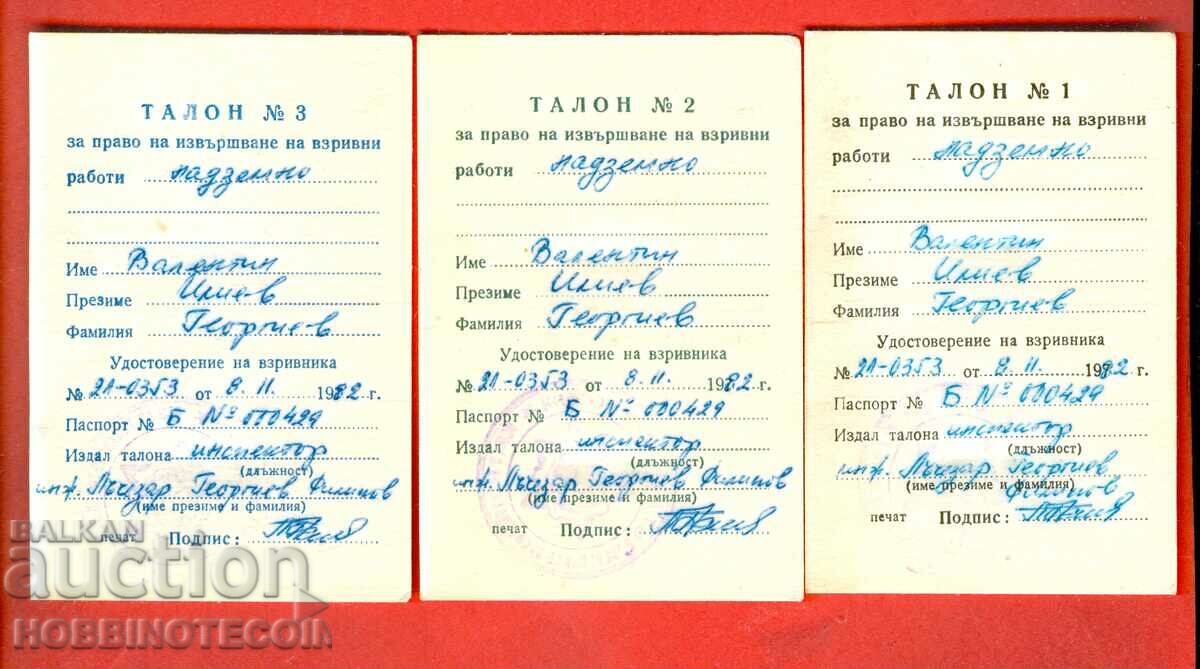 ТАЛОН № 3
за право на извършване на взривни
работи надземно
Име Валентин
Презиме Илиев
Фамилия Георгиев
Удостоверение на взривника
№ 21-0353 от 8.II. 1982 г.
Паспорт № Б № 000429
Издал талона инспектор
(длъжност)
инж. Лъчезар Георгиев Филипов
(име презиме и фамилия)
печат Подпис:
ТАЛОН № 2
за право на извършване на взривни
работи надземно
Име Валентин
Презиме Илиев
Фамилия Георгиев
Удостоверение на взривника
№ 21-0353 от 8.II. 1982 г.
Паспорт № Б № 000429
Издал талона инспектор
(длъжност)
инж. Лъчезар Георгиев Филипов
(име презиме и фамилия)
печат Подпис:
ТАЛОН № 1
за право на извършване на взривни
работи надземно
Име Валентин
Презиме Илиев
Фамилия Георгиев
Удостоверение на взривника
№ 21-0353 от 8.II. 1982 г.
Паспорт № Б № 000429
Издал талона инспектор
(длъжност)
инж. Лъчезар Георгиев
(име презиме и фамилия)
Филипов
печат Подпис:
BALKAN
auction
HOBBINOTECOIN